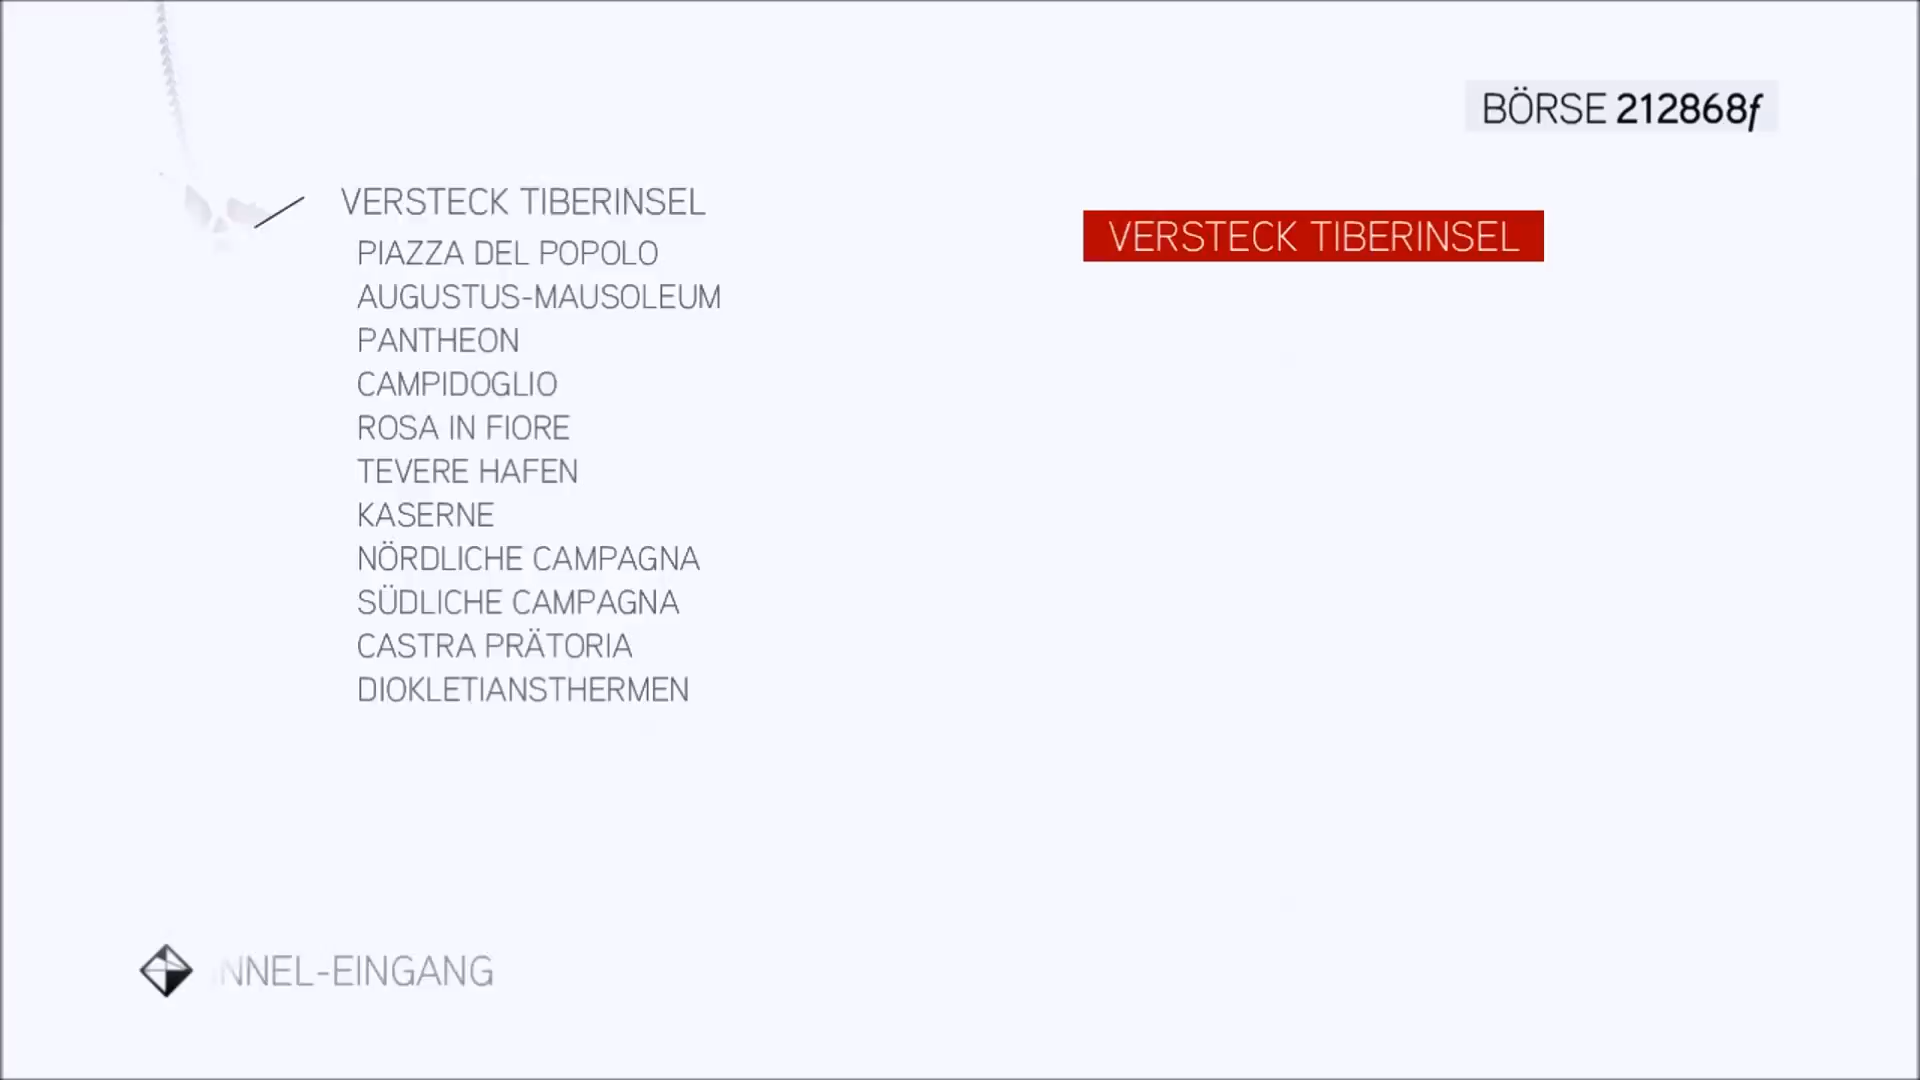 BÖRSE 212868f
VERSTECK TIBERINSEL
VERSTECK TIBERINSEL
PIAZZA DEL POPOLO
AUGUSTUS-MAUSOLEUM
PANTHEON
CAMPIDOGLIO
ROSA IN FIORE
TEVERE HAFEN
KASERNE
NÖRDLICHE CAMPAGNA
SÜDLICHE CAMPAGNA
CASTRA PRÄTORIA
DIOKLETIANSTHERMEN
NNEL-EINGANG